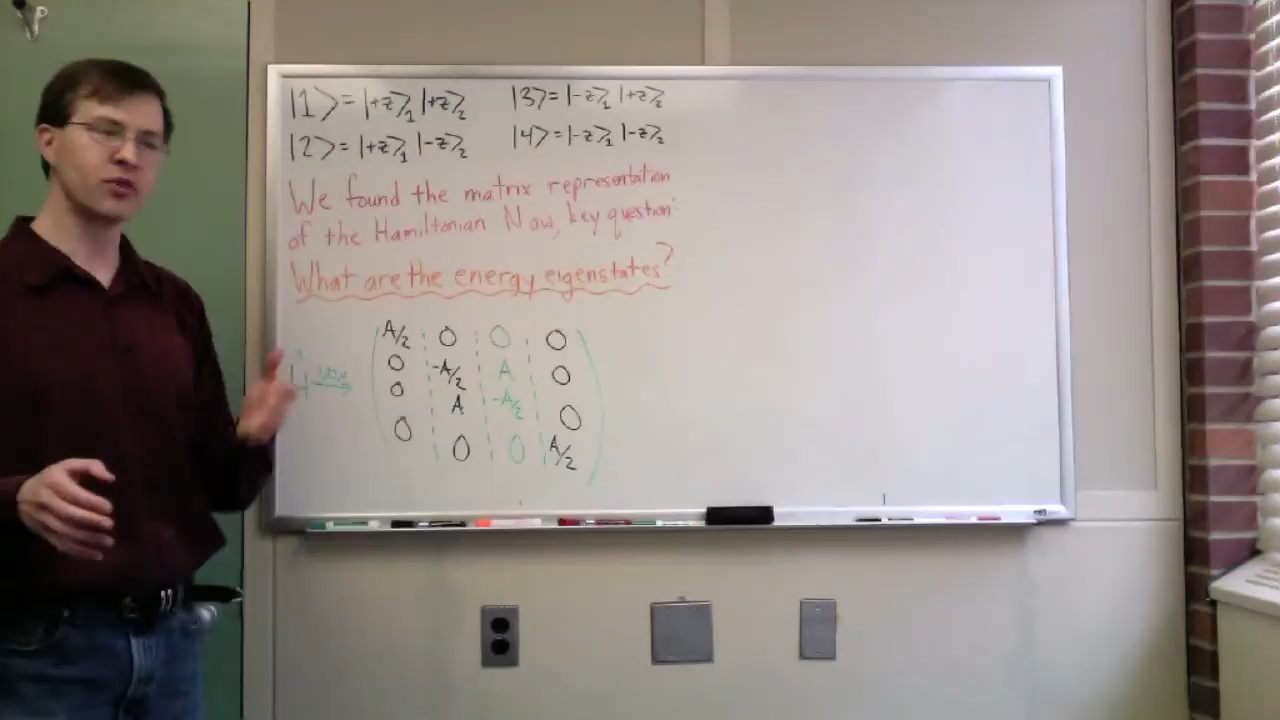 |1> = |+z>₁ |+z>₂ |3> = |-z>₁ |+z>₂
|2> = |+z>₁ |-z>₂ |4> = |-z>₁ |-z>₂
We found the matrix representation
of the Hamiltonian Now, key question:
What are the energy eigenstates?
A/2 0 0 0
0 -A/2 A 0
0 A -A/2 0
0 0 0 A/2